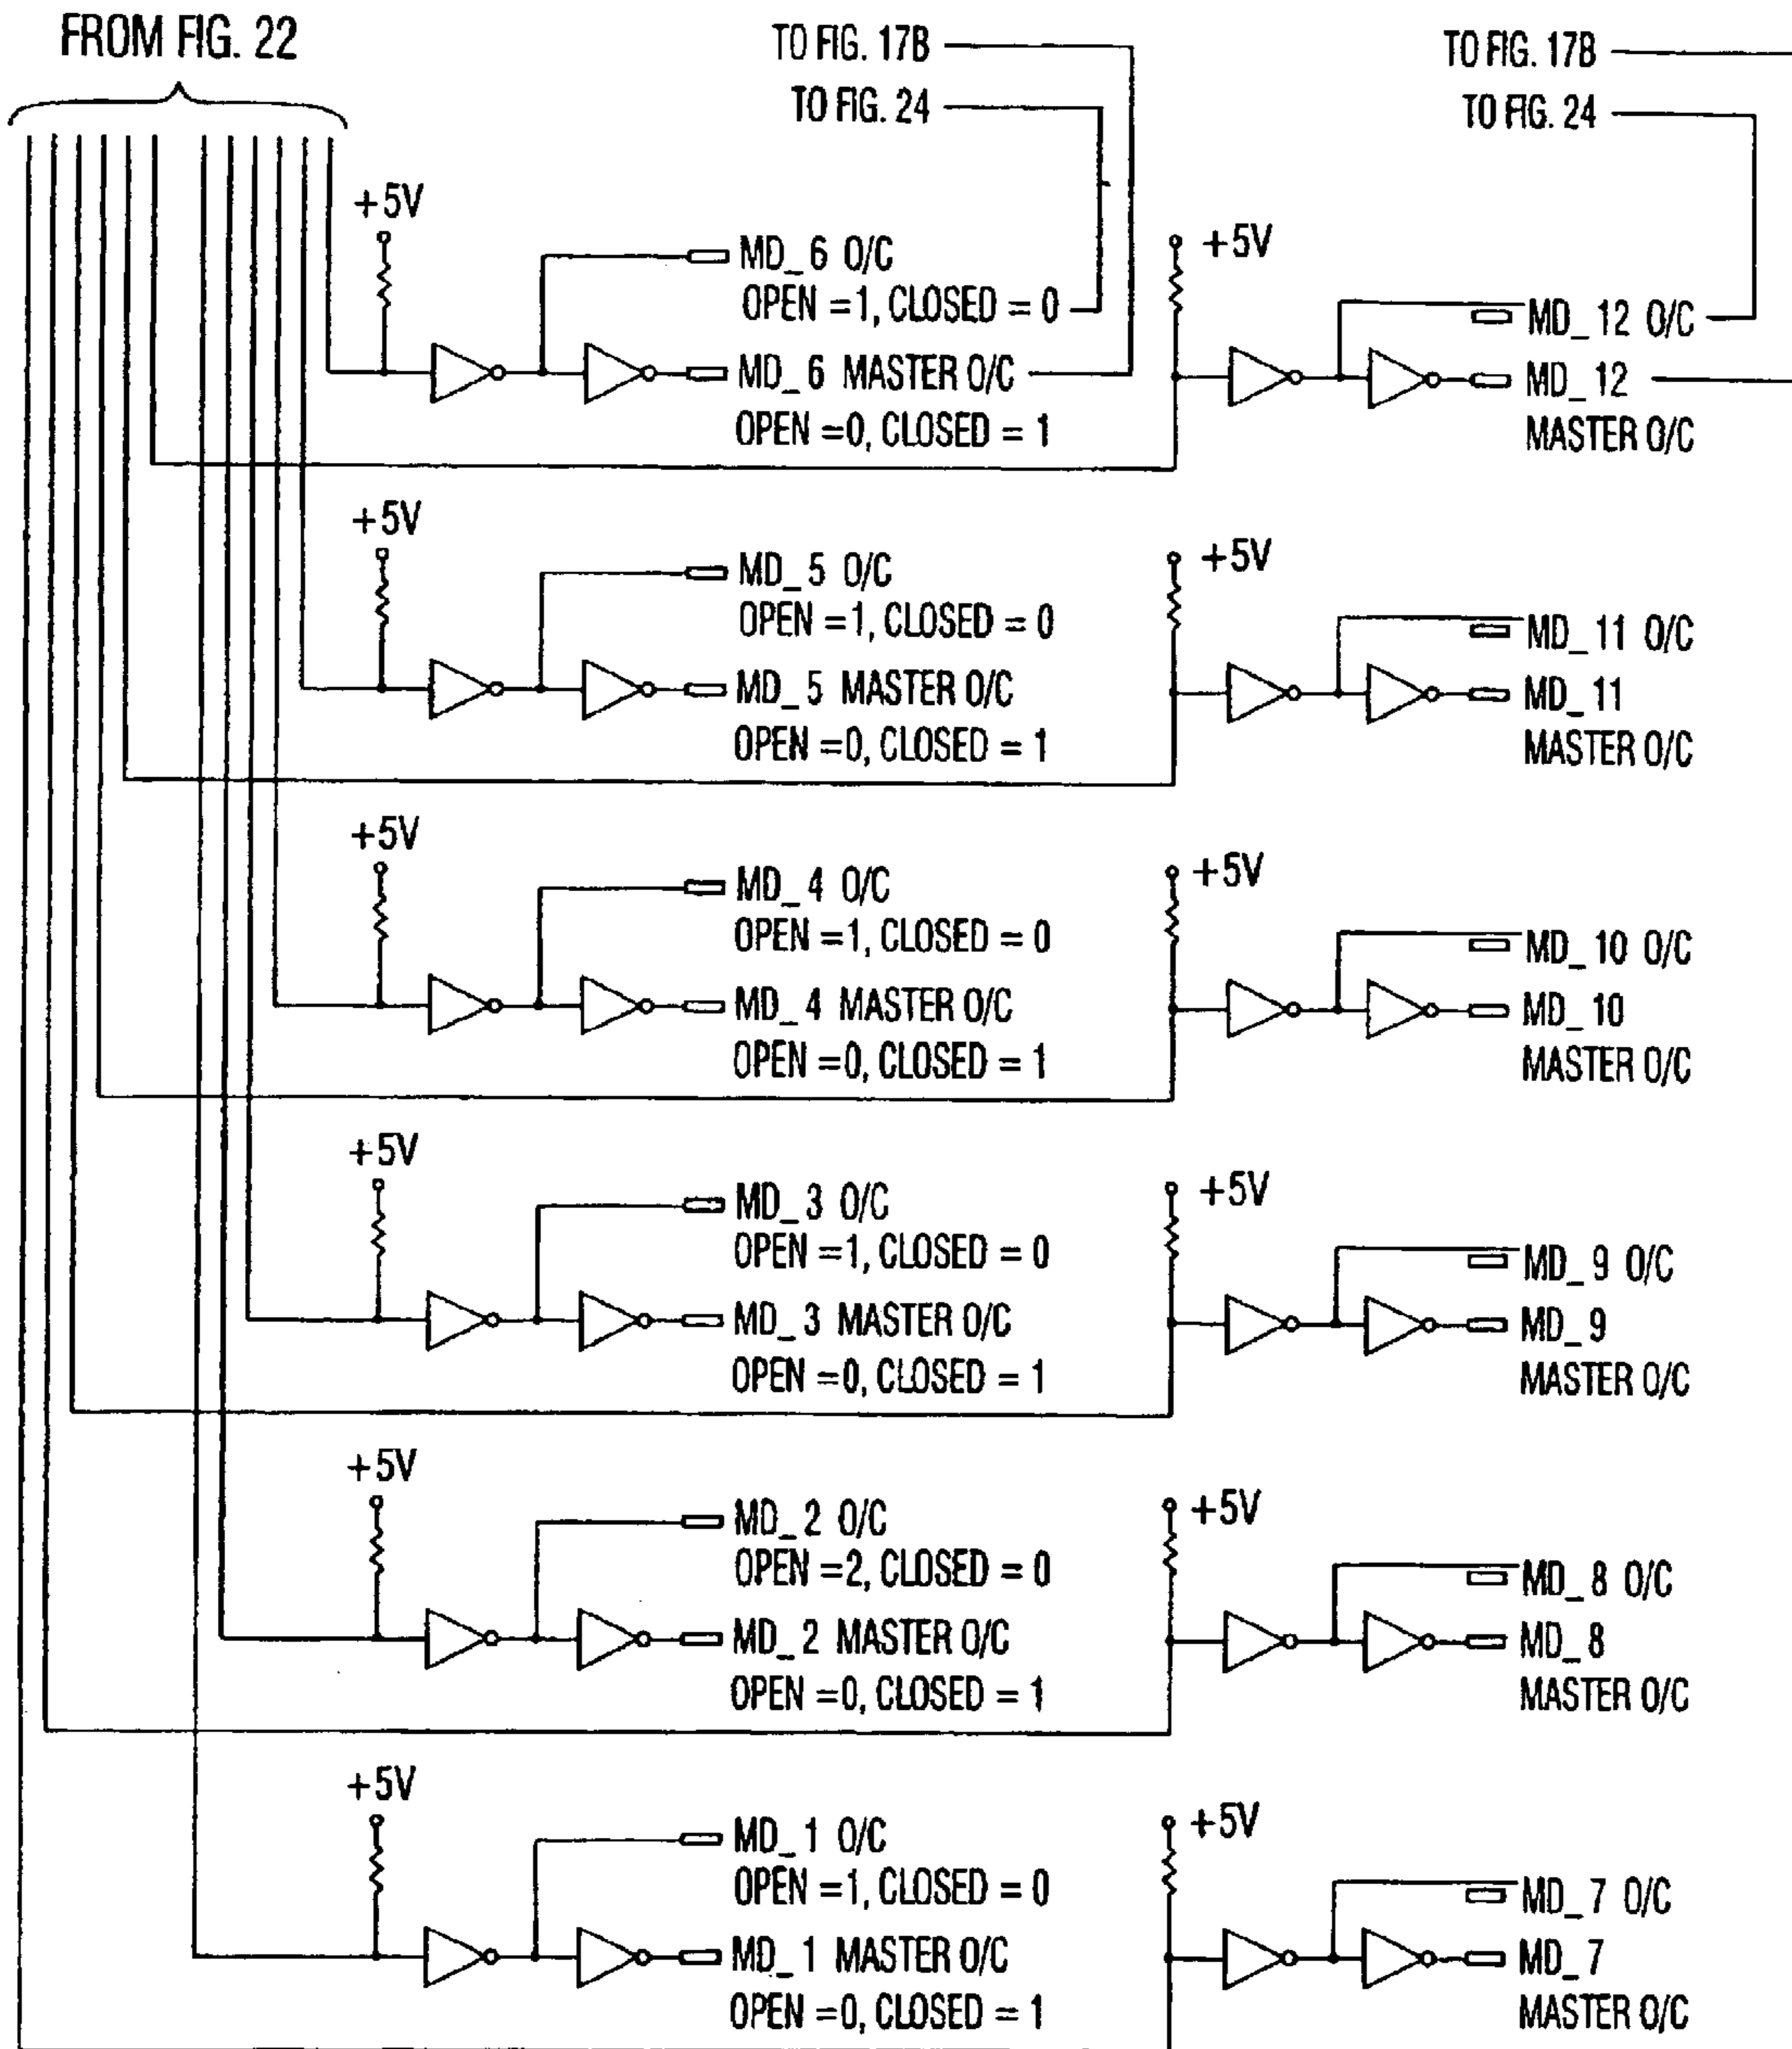 FROM FIG. 22
TO FIG. 17B
TO FIG. 24
TO FIG. 17B
TO FIG. 24
+5V
MD_6 O/C
OPEN =1, CLOSED = 0
MD_6 MASTER O/C
OPEN =0, CLOSED = 1
+5V
MD_12 O/C
MD_12
MASTER O/C
+5V
MD_5 O/C
OPEN =1, CLOSED = 0
MD_5 MASTER O/C
OPEN =0, CLOSED = 1
+5V
MD_11 O/C
MD_11
MASTER O/C
+5V
MD_4 O/C
OPEN =1, CLOSED = 0
MD_4 MASTER O/C
OPEN =0, CLOSED = 1
+5V
MD_10 O/C
MD_10
MASTER O/C
+5V
MD_3 O/C
OPEN =1, CLOSED = 0
MD_3 MASTER O/C
OPEN =0, CLOSED = 1
+5V
MD_9 O/C
MD_9
MASTER O/C
+5V
MD_2 O/C
OPEN =2, CLOSED = 0
MD_2 MASTER O/C
OPEN =0, CLOSED = 1
+5V
MD_8 O/C
MD_8
MASTER O/C
+5V
MD_1 O/C
OPEN =1, CLOSED = 0
MD_1 MASTER O/C
OPEN =0, CLOSED = 1
+5V
MD_7 O/C
MD_7
MASTER O/C